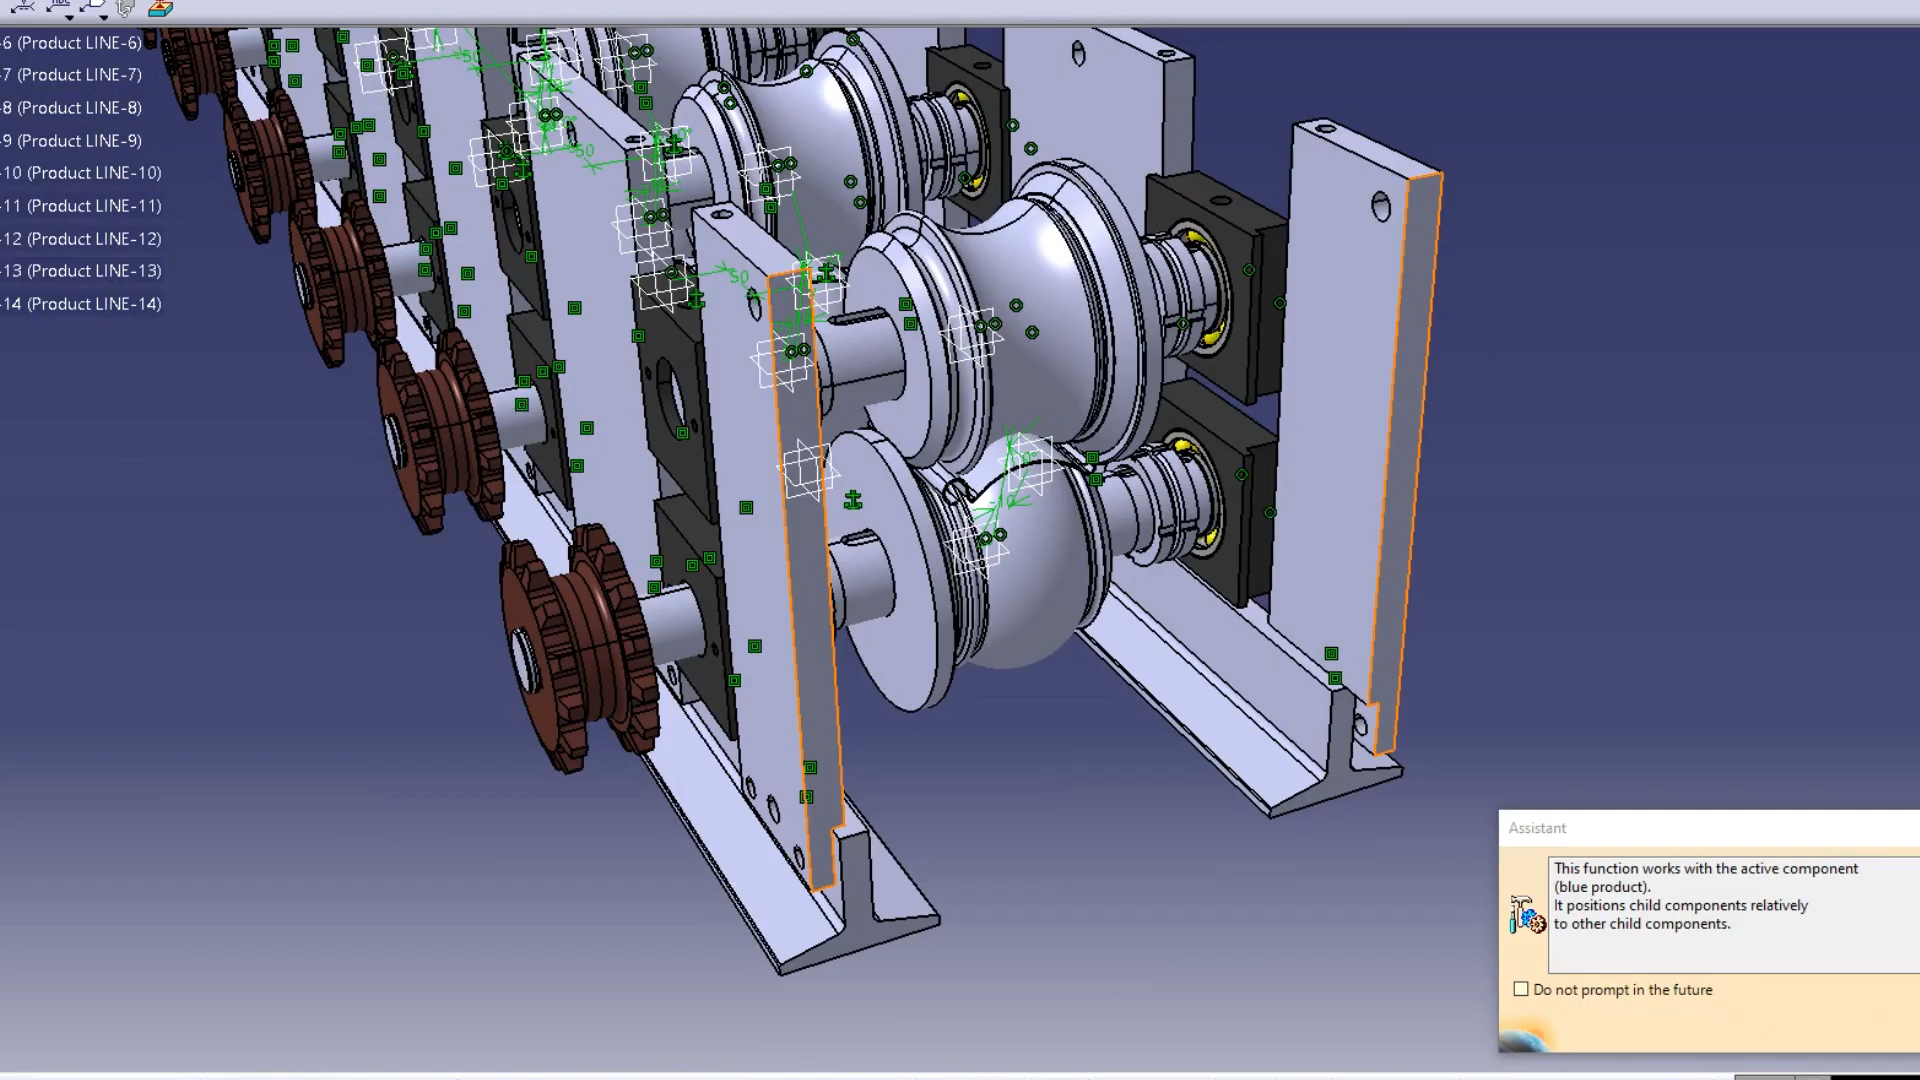 -6 (Product LINE-6)
-7 (Product LINE-7)
-8 (Product LINE-8)
-9 (Product LINE-9)
-10 (Product LINE-10)
-11 (Product LINE-11)
-12 (Product LINE-12)
-13 (Product LINE-13)
-14 (Product LINE-14)
50
50
50
Assistant
This function works with the active component
(blue product).
It positions child components relatively
to other child components.
Do not prompt in the future